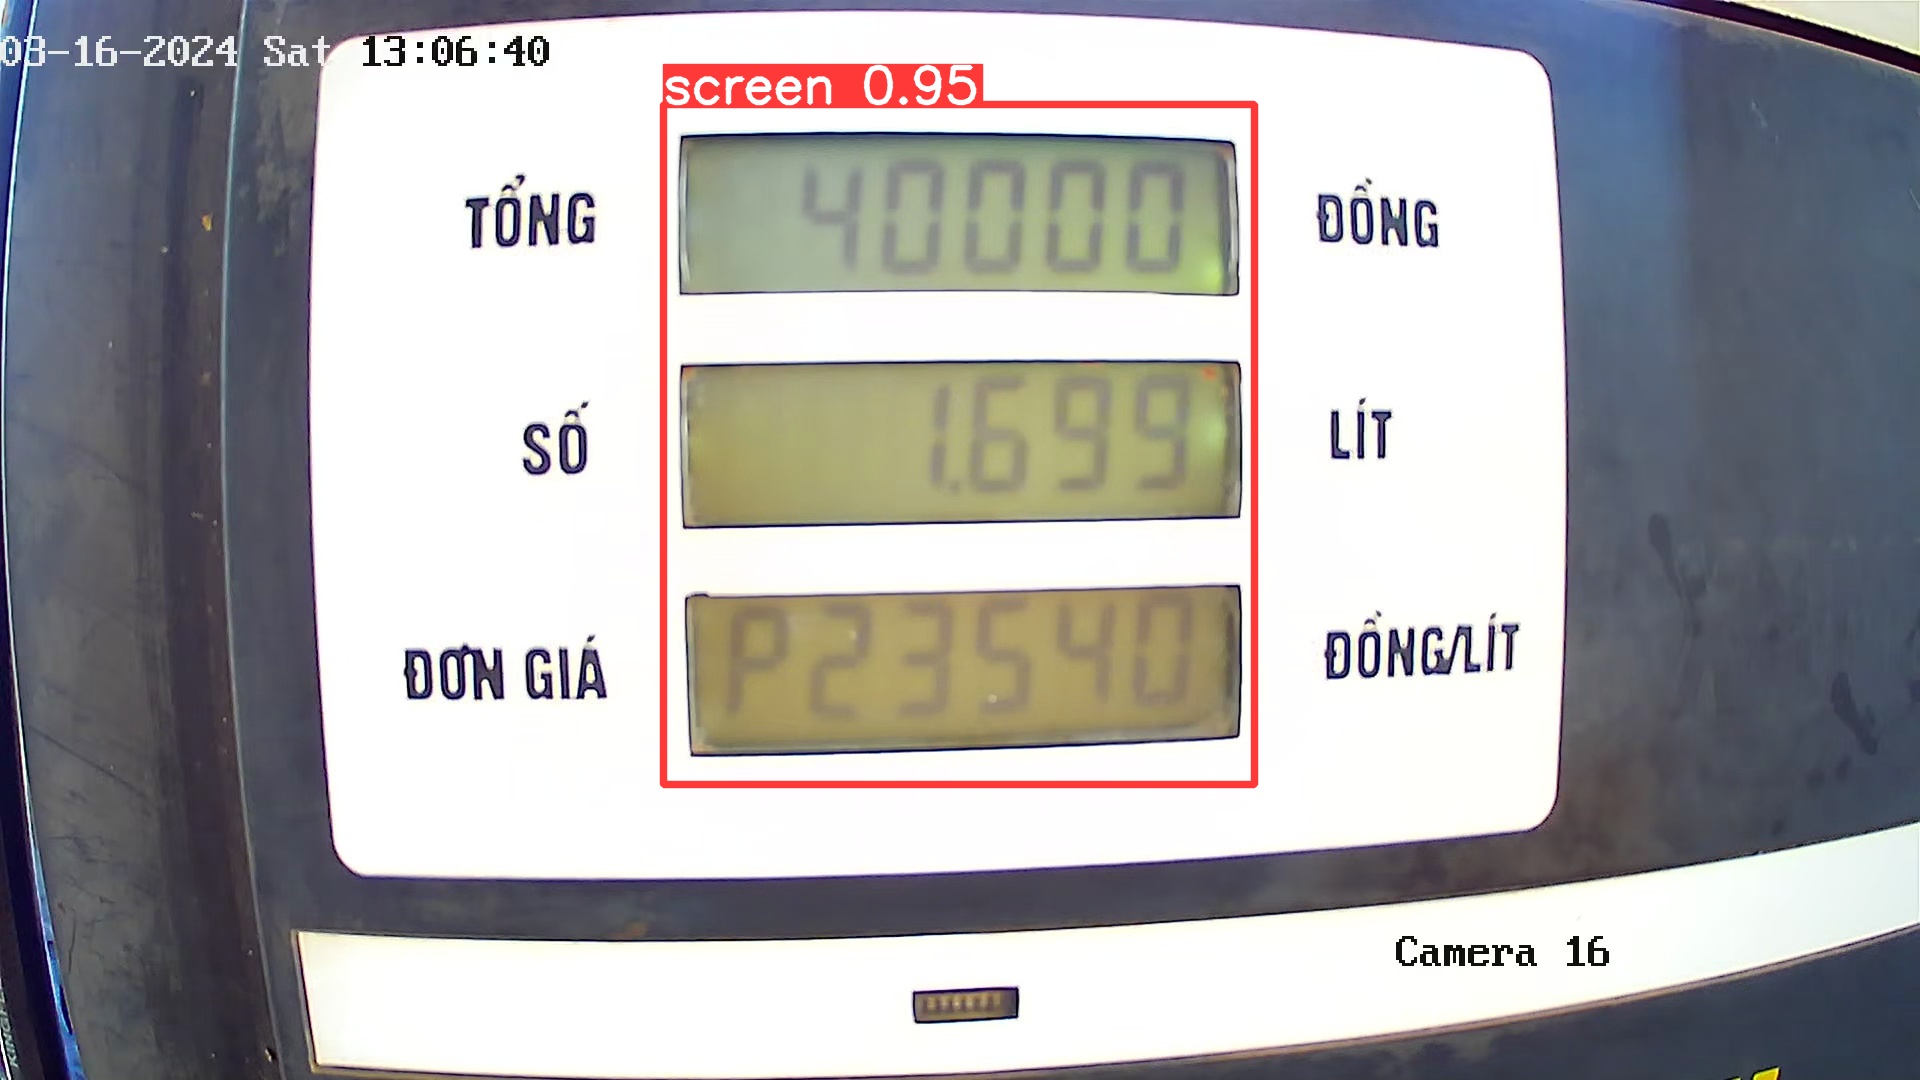 03-16-2024 Sat 13:06:40
screen 0.95
TỔNG 40000 ĐỒNG
SỐ 1.699 LÍT
ĐƠN GIÁ P23540 ĐỒNG/LÍT
Camera 16